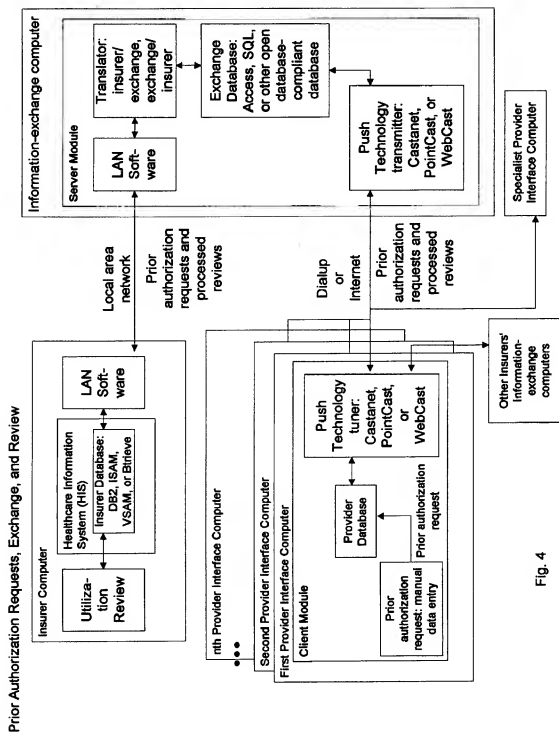 Prior Authorization Requests, Exchange, and Review
Insurer Computer
Utiliza-
tion
Review
Healthcare Information
System (HIS)
Insurer Database:
DB2, ISAM,
VSAM, or Btrieve
LAN
Soft-
ware
Local area
network
Prior
authorization
requests and
processed
reviews
Information-exchange computer
Server Module
LAN
Soft-
ware
Translator:
insurer/
exchange,
exchange/
insurer
Exchange
Database:
Access, SQL,
or other open
database-
compliant
database
Push
Technology
transmitter:
Castanet,
PointCast, or
WebCast
nth Provider Interface Computer
•••
Second Provider Interface Computer
First Provider Interface Computer
Client Module
Prior
authorization
request: manual
data entry
Prior authorization
request
Provider
Database
Push
Technology
tuner:
Castanet,
PointCast,
or
WebCast
Dialup
or
Internet
Prior
authorization
requests and
processed
reviews
Other Insurers'
Information-
exchange
computers
Specialist Provider
Interface Computer
Fig. 4